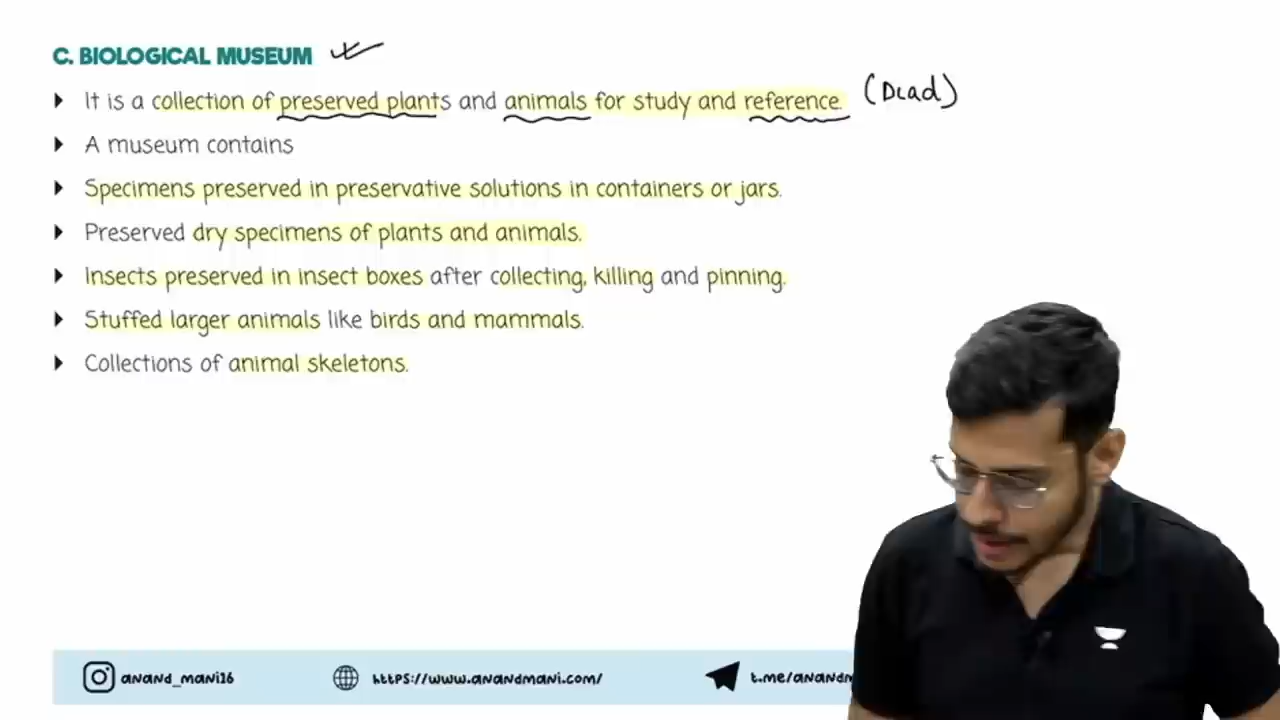 C. BIOLOGICAL MUSEUM
It is a collection of preserved plants and animals for study and reference. (Dead)
A museum contains
Specimens preserved in preservative solutions in containers or jars.
Preserved dry specimens of plants and animals.
Insects preserved in insect boxes after collecting, killing and pinning.
Stuffed larger animals like birds and mammals.
Collections of animal skeletons.
anand_mani16 https://www.anandmani.com/ t.me/anandm